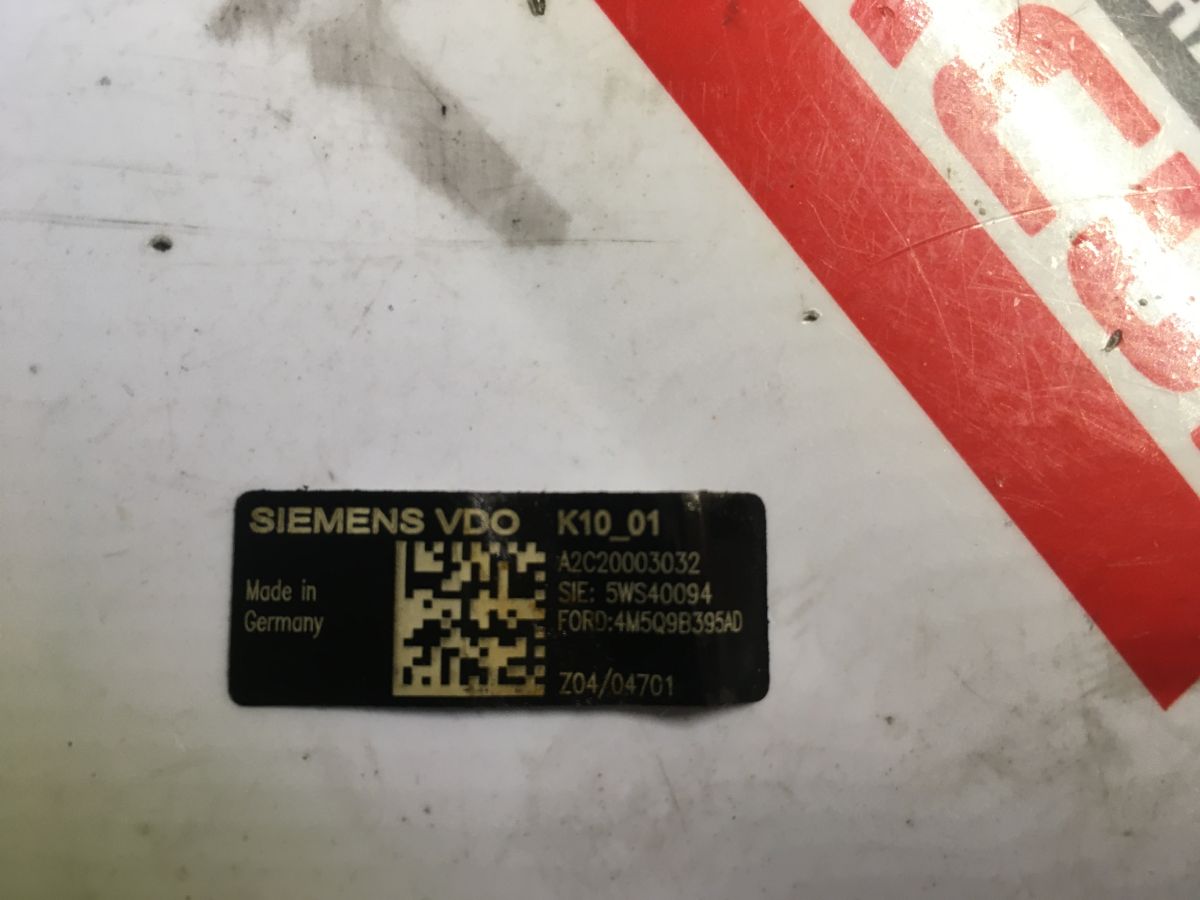 SIEMENS VDO K10_01
A2C20003032
SIE: 5WS40094
FORD:4M5Q9B395AD
Made in
Germany
Z04/04701